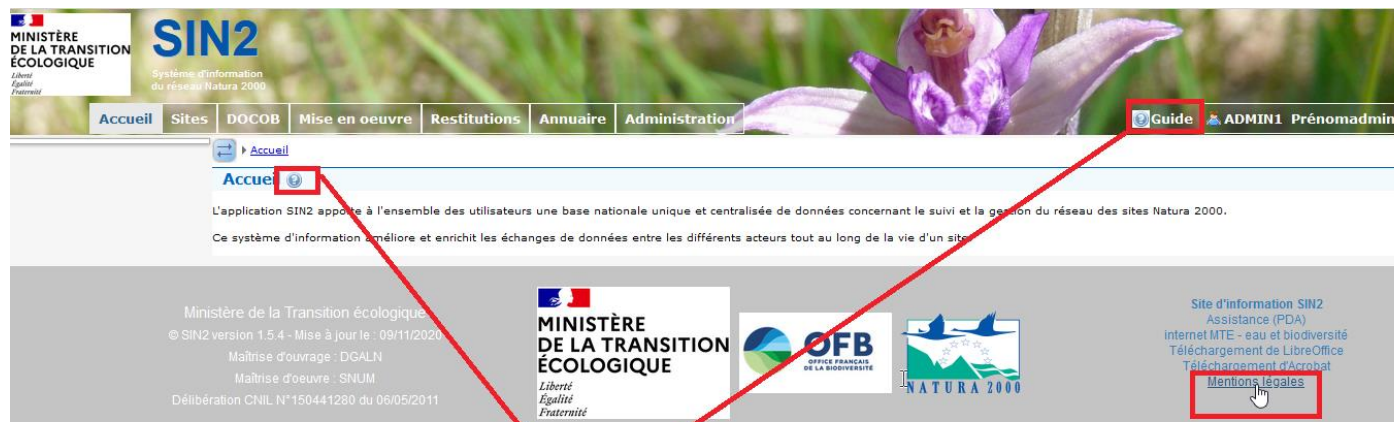 MINISTÈRE
DE LA TRANSITION
ÉCOLOGIQUE
Liberté
Égalité
Fraternité
SIN2
Système d'information
du réseau Natura 2000
Accueil Sites DOCOB Mise en oeuvre Restitutions Annuaire Administration Guide ADMIN1 Prénomadmin
Accueil
Accueil
L'application SIN2 apporte à l'ensemble des utilisateurs une base nationale unique et centralisée de données concernant le suivi et la gestion du réseau des sites Natura 2000.
Ce système d'information améliore et enrichit les échanges de données entre les différents acteurs tout au long de la vie d'un site.
Ministère de la Transition écologique
© SIN2 version 1.5.4 - Mise à jour le : 09/11/2020
Maîtrise d'ouvrage : DGALN
Maîtrise d'oeuvre : SNUM
Délibération CNIL N°150441280 du 06/05/2011
MINISTÈRE
DE LA TRANSITION
ÉCOLOGIQUE
Liberté
Égalité
Fraternité
OFB
OFFICE FRANÇAIS
DE LA BIODIVERSITÉ
NATURA 2000
Site d'information SIN2
Assistance (PDA)
internet MTE - eau et biodiversité
Téléchargement de LibreOffice
Téléchargement d'Acrobat
Mentions légales